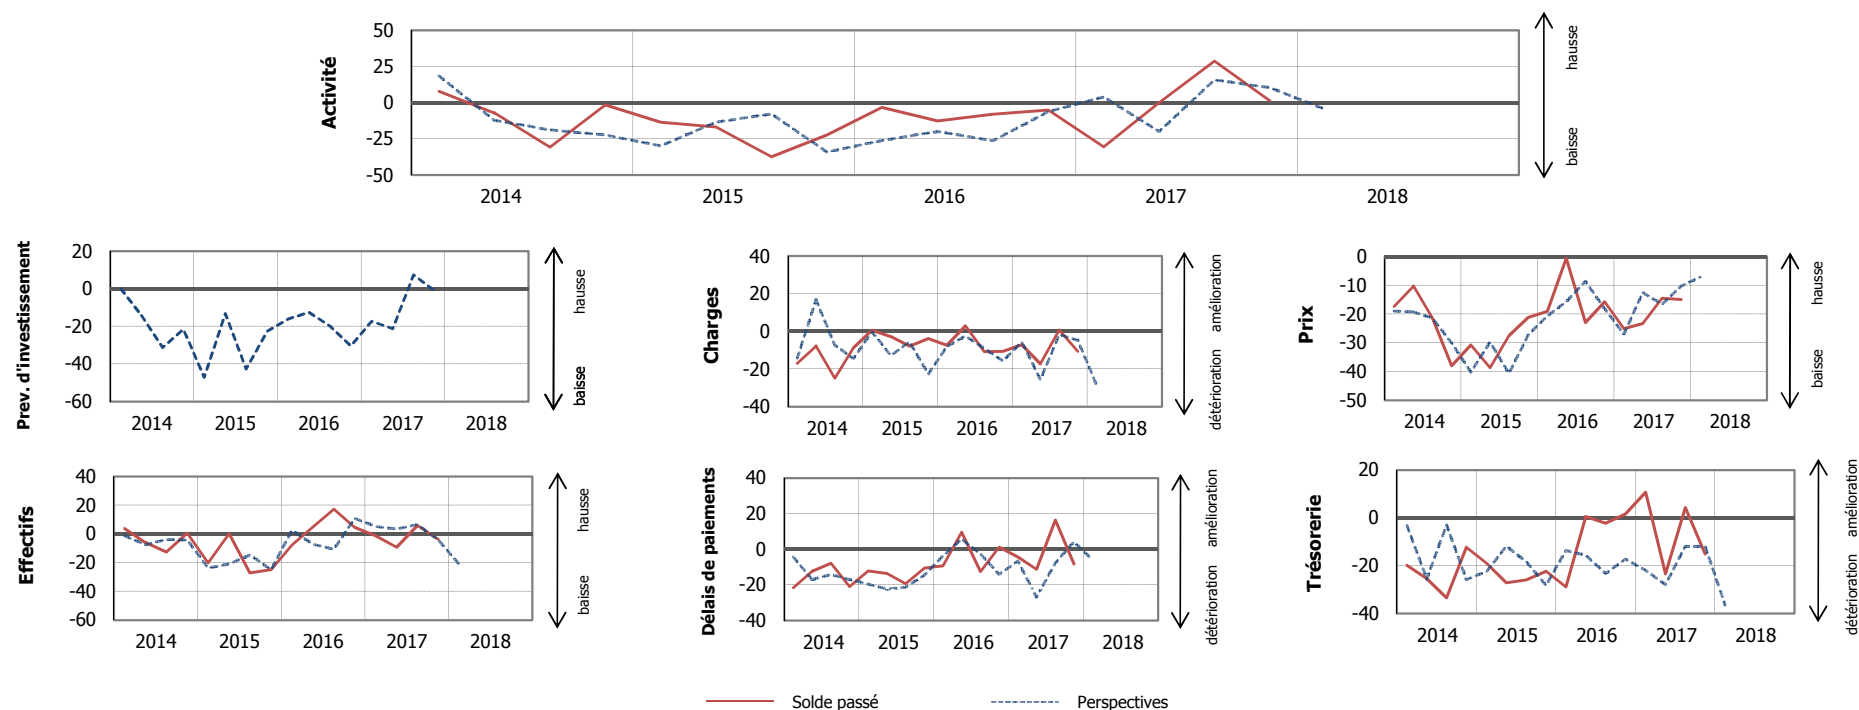 Activité
50
25
0
-25
-50
2014 2015 2016 2017 2018
hausse
baisse
Prev. d'investissement
20
0
-20
-40
-60
2014 2015 2016 2017 2018
hausse
baisse
Charges
40
20
0
-20
-40
2014 2015 2016 2017 2018
amélioration
détérioration
Prix
0
-10
-20
-30
-40
-50
2014 2015 2016 2017 2018
hausse
baisse
Effectifs
40
20
0
-20
-40
-60
2014 2015 2016 2017 2018
hausse
baisse
Délais de paiements
40
20
0
-20
-40
2014 2015 2016 2017 2018
amélioration
détérioration
Trésorerie
20
0
-20
-40
2014 2015 2016 2017 2018
amélioration
détérioration
Solde passé Perspectives